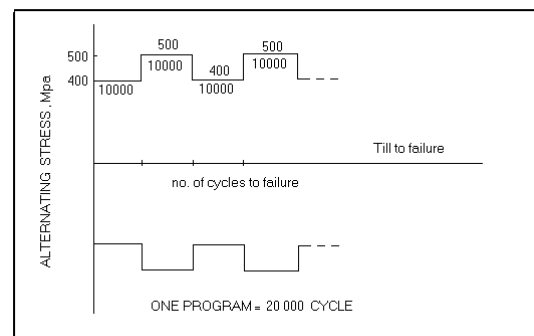 500
500
500
10000
400
10000
400
10000
10000
ALTERNATING STRESS ,Mpa
Till to failure
no. of cycles to failure
ONE PROGRAM = 20 000 CYCLE